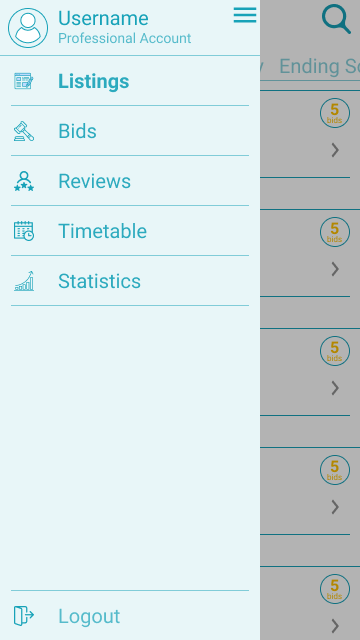 Username
Professional Account
Ending
Listings
5
bids
Bids
Reviews
5
bids
Timetable
Statistics
5
bids
5
bids
5
bids
Logout